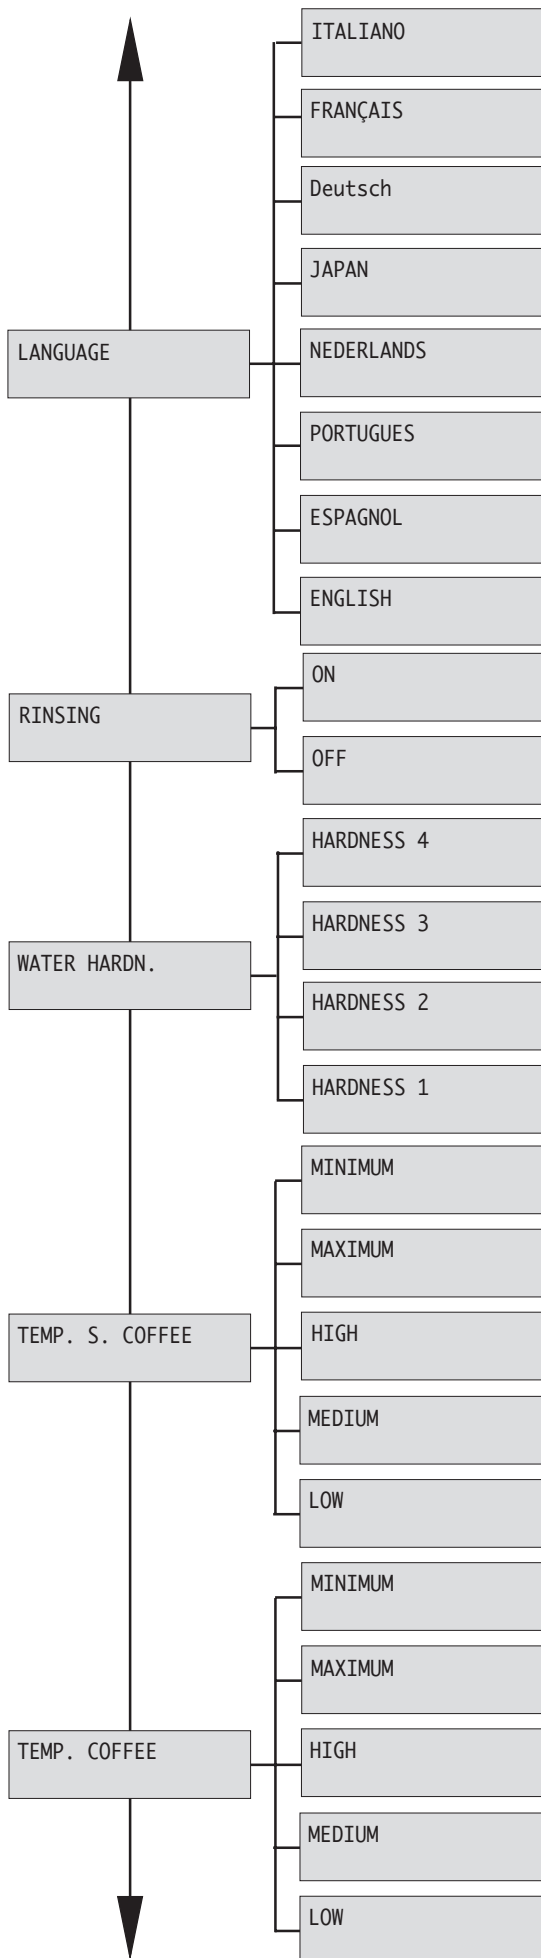 LANGUAGE
ITALIANO
FRANÇAIS
Deutsch
JAPAN
NEDERLANDS
PORTUGUES
ESPAGNOL
ENGLISH
RINSING
ON
OFF
WATER HARDN.
HARDNESS 4
HARDNESS 3
HARDNESS 2
HARDNESS 1
TEMP. S. COFFEE
MINIMUM
MAXIMUM
HIGH
MEDIUM
LOW
TEMP. COFFEE
MINIMUM
MAXIMUM
HIGH
MEDIUM
LOW